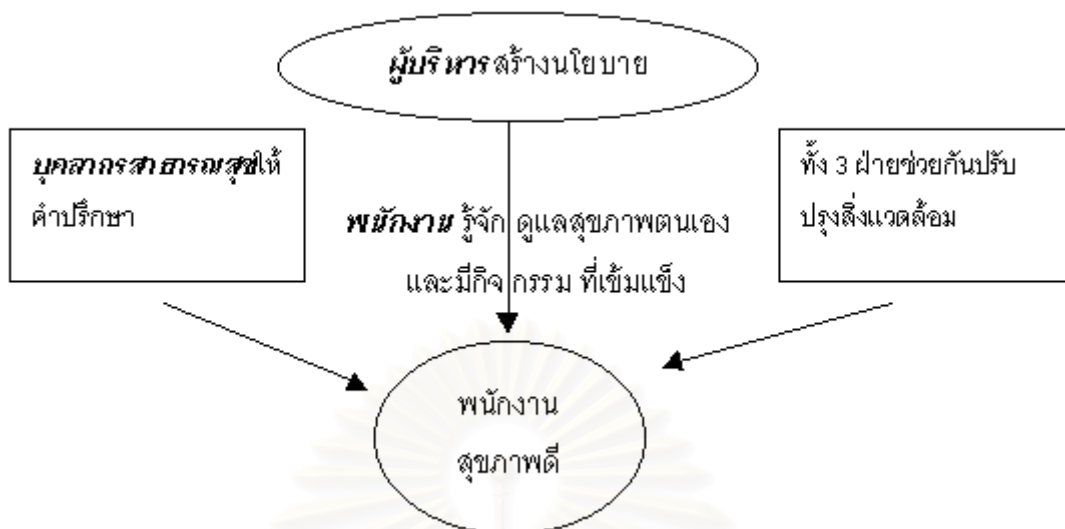 ผู้บริหารสร้างนโยบาย
บุคลากรสาธารณสุขให้
คำปรึกษา
ทั้ง 3 ฝ่ายช่วยกันปรับ
ปรุงสิ่งแวดล้อม
พนักงาน รู้จัก ดูแลสุขภาพตนเอง
และมีกิจกรรม ที่เข้มแข็ง
พนักงาน
สุขภาพดี